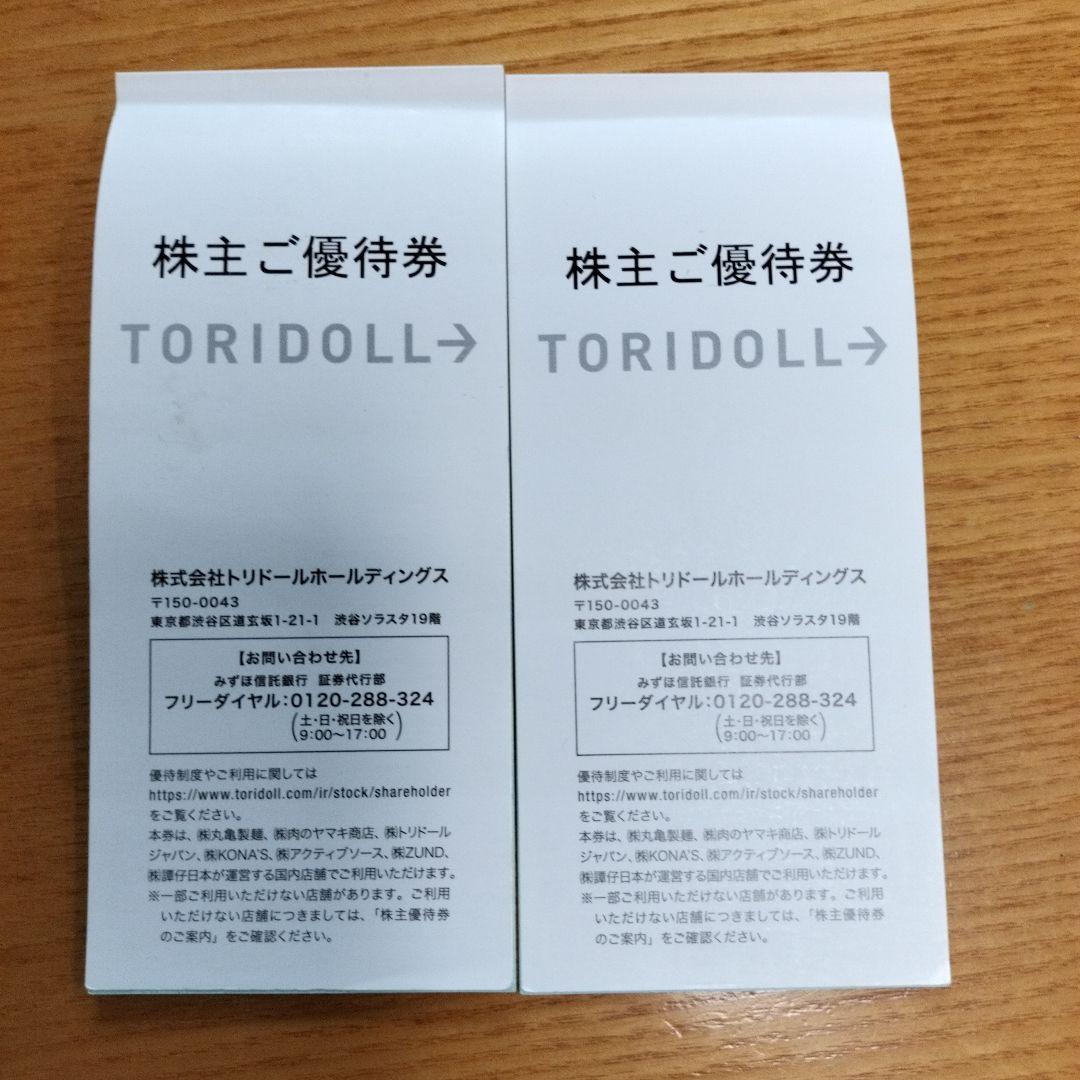 株主ご優待券
TORIDOLL→
株式会社トリドールホールディングス
〒150-0043
東京都渋谷区道玄坂1-21-1 渋谷ソラスタ19階
【お問い合わせ先】
みずほ信託銀行 証券代行部
フリーダイヤル:0120-288-324
(土・日・祝日を除く
9:00〜17:00)
優待制度やご利用に関しては
https://www.toridoll.com/ir/stock/shareholder
をご覧ください。
本券は、㈱丸亀製麺、㈱肉のヤマキ商店、㈱トリドール
ジャパン、㈱KONA'S、㈱アクティブソース、㈱ZUND、
㈱譚仔日本が運営する国内店舗でご利用いただけます。
※一部ご利用いただけない店舗があります。ご利用
いただけない店舗につきましては、「株主優待券
のご案内」をご確認ください。
株主ご優待券
TORIDOLL→
株式会社トリドールホールディングス
〒150-0043
東京都渋谷区道玄坂1-21-1 渋谷ソラスタ19階
【お問い合わせ先】
みずほ信託銀行 証券代行部
フリーダイヤル:0120-288-324
(土・日・祝日を除く
9:00〜17:00)
優待制度やご利用に関しては
https://www.toridoll.com/ir/stock/shareholder
をご覧ください。
本券は、㈱丸亀製麺、㈱肉のヤマキ商店、㈱トリドール
ジャパン、㈱KONA'S、㈱アクティブソース、㈱ZUND、
㈱譚仔日本が運営する国内店舗でご利用いただけます。
※一部ご利用いただけない店舗があります。ご利用
いただけない店舗につきましては、「株主優待券
のご案内」をご確認ください。